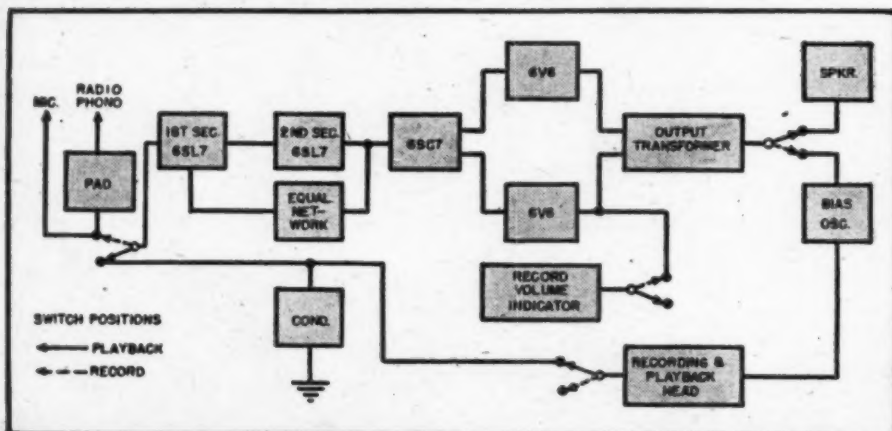 MIC.
RADIO
PHONO
PAD
1ST SEC.
6SL7
2ND SEC.
6SL7
EQUAL.
NET-
WORK
6SC7
6V6
6V6
OUTPUT
TRANSFORMER
SPKR.
BIAS
OSC.
RECORD
VOLUME
INDICATOR
COND.
RECORDING &
PLAYBACK
HEAD
SWITCH POSITIONS
PLAYBACK
RECORD